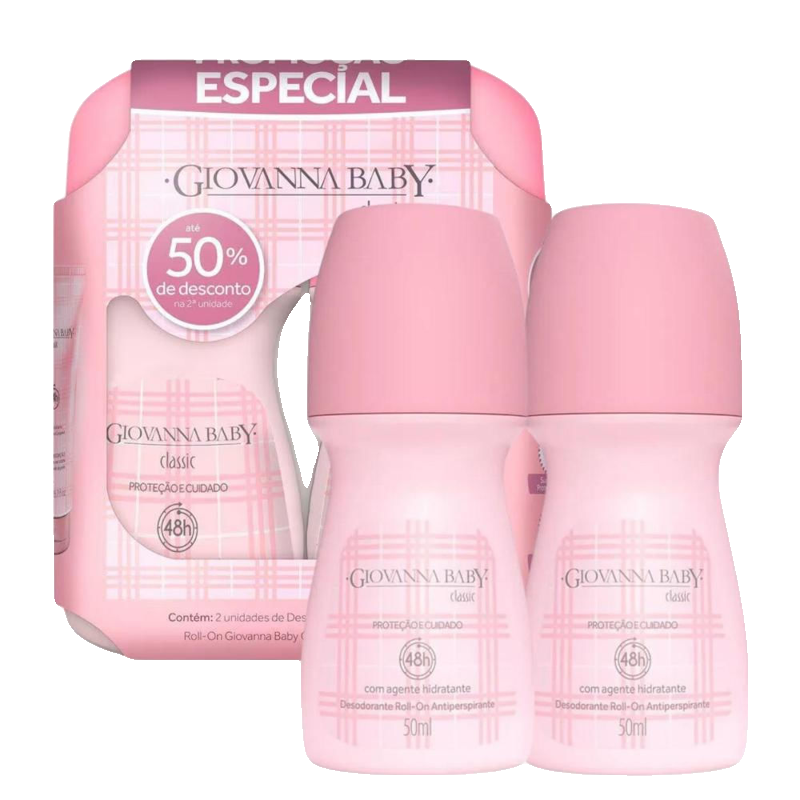 PROMOÇÃO
ESPECIAL
·GIOVANNA BABY·
até
50%
de desconto
na 2ª unidade
GIOVANNA BABY·
classic
PROTEÇÃO E CUIDADO
48h
Contém: 2 unidades de Des
Roll-On Giovanna Baby
·GIOVANNA BABY·
classic
PROTEÇÃO E CUIDADO
48h
com agente hidratante
Desodorante Roll-On Antiperspirante
50ml
·GIOVANNA BABY·
classic
PROTEÇÃO E CUIDADO
48h
com agente hidratante
Desodorante Roll-On Antiperspirante
50ml